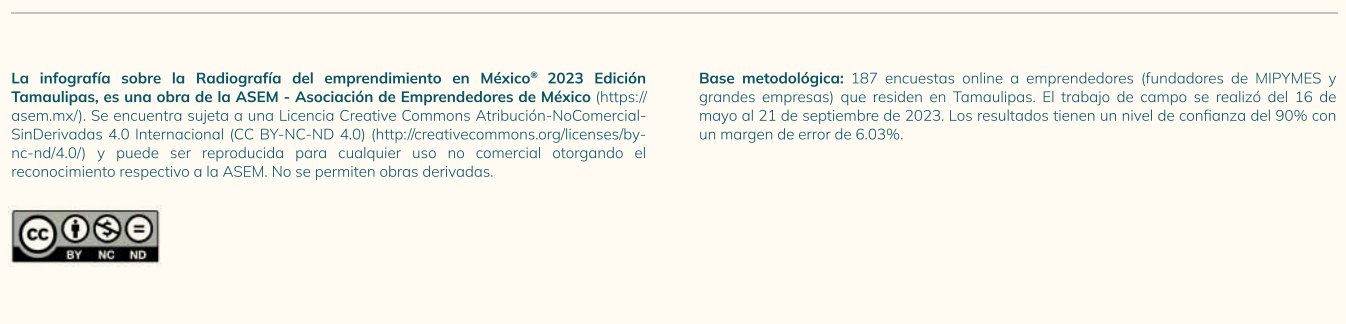 La infografía sobre la Radiografía del emprendimiento en México® 2023 Edición
Tamaulipas, es una obra de la ASEM - Asociación de Emprendedores de México (https://
asem.mx/). Se encuentra sujeta a una Licencia Creative Commons Atribución-NoComercial-
SinDerivadas 4.0 Internacional (CC BY-NC-ND 4.0) (http://creativecommons.org/licenses/by-
nc-nd/4.0/) y puede ser reproducida para cualquier uso no comercial otorgando el
reconocimiento respectivo a la ASEM. No se permiten obras derivadas.
cc
BY NC ND
Base metodológica: 187 encuestas online a emprendedores (fundadores de MIPYMES y
grandes empresas) que residen en Tamaulipas. El trabajo de campo se realizó del 16 de
mayo al 21 de septiembre de 2023. Los resultados tienen un nivel de confianza del 90% con
un margen de error de 6.03%.